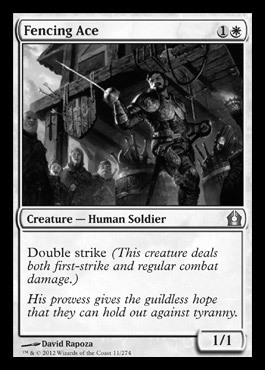 Fencing Ace 1
Creature — Human Soldier
Double strike (This creature deals
both first-strike and regular combat
damage.)
His prowess gives the guildless hope
that they can hold out against tyranny.
David Rapoza
™ & © 2012 Wizards of the Coast 11/274
1/1